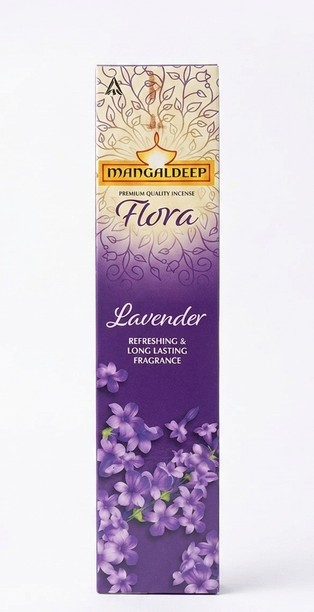 MANGALDEEP
PREMIUM QUALITY INCENSE
Flora
Lavender
REFRESHING &
LONG LASTING
FRAGRANCE